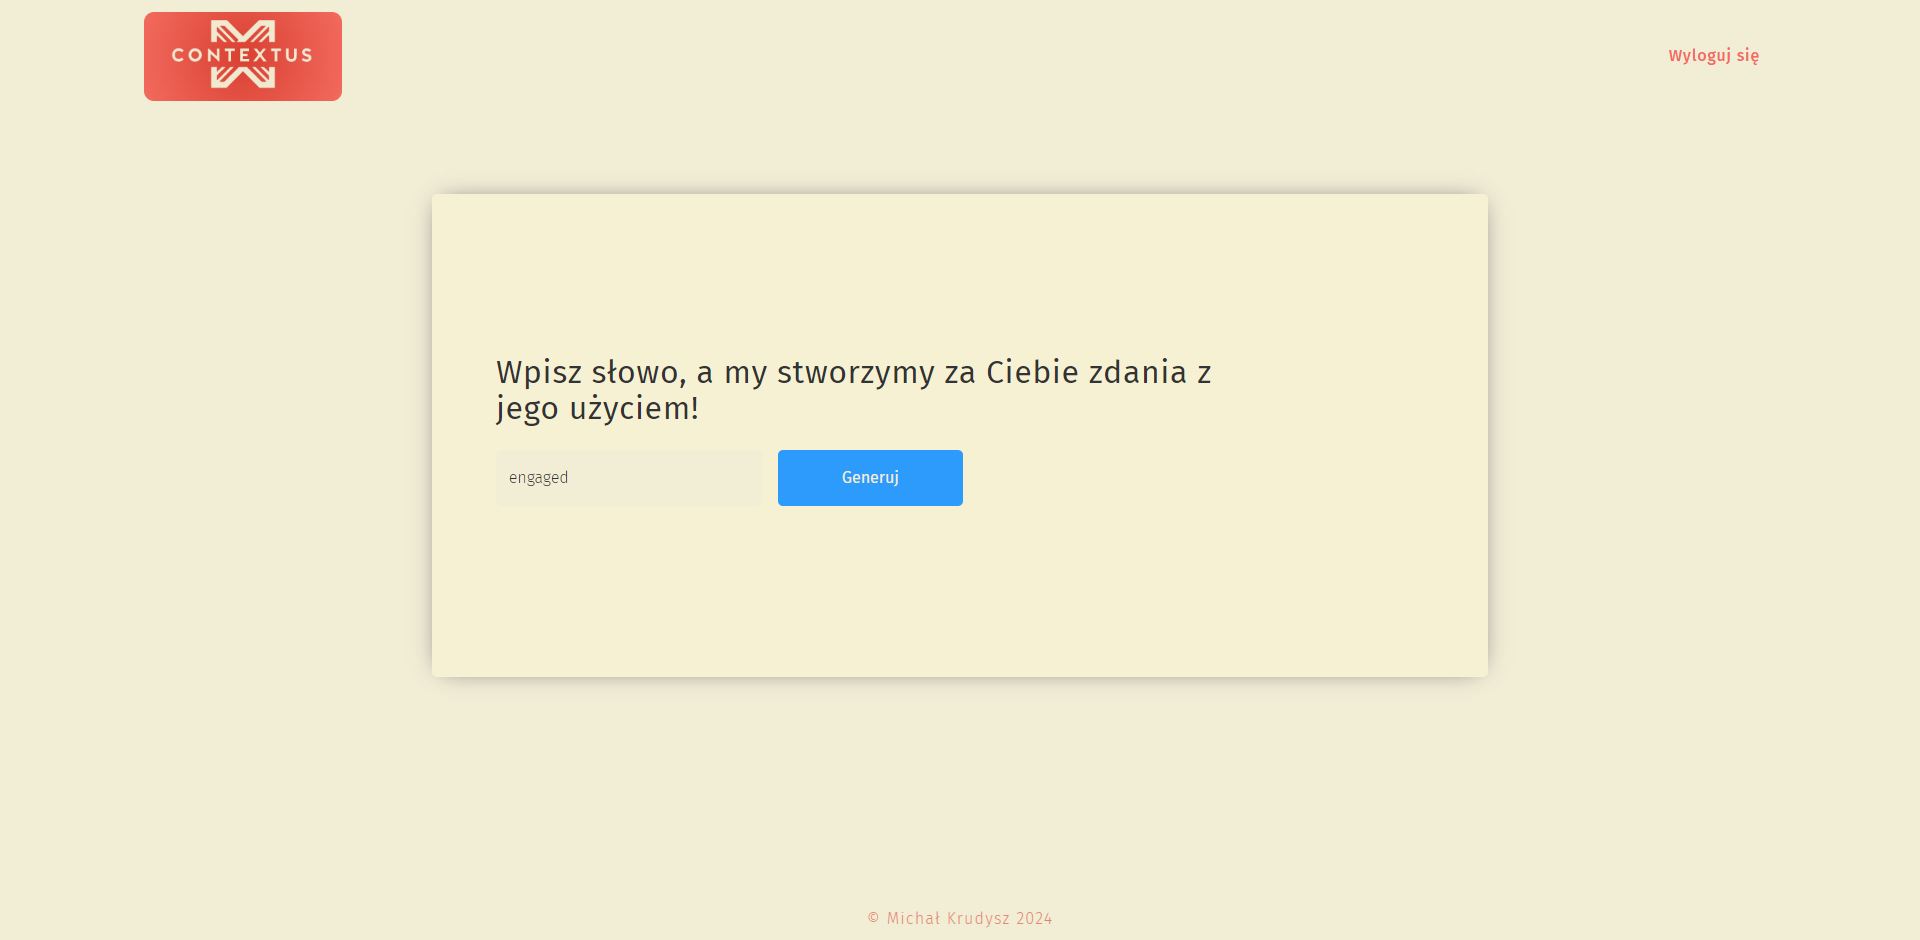 CONTEXTUS
Wyloguj się
Wpisz słowo, a my stworzymy za Ciebie zdania z
jego użyciem!
engaged
Generuj
© Michał Krudysz 2024